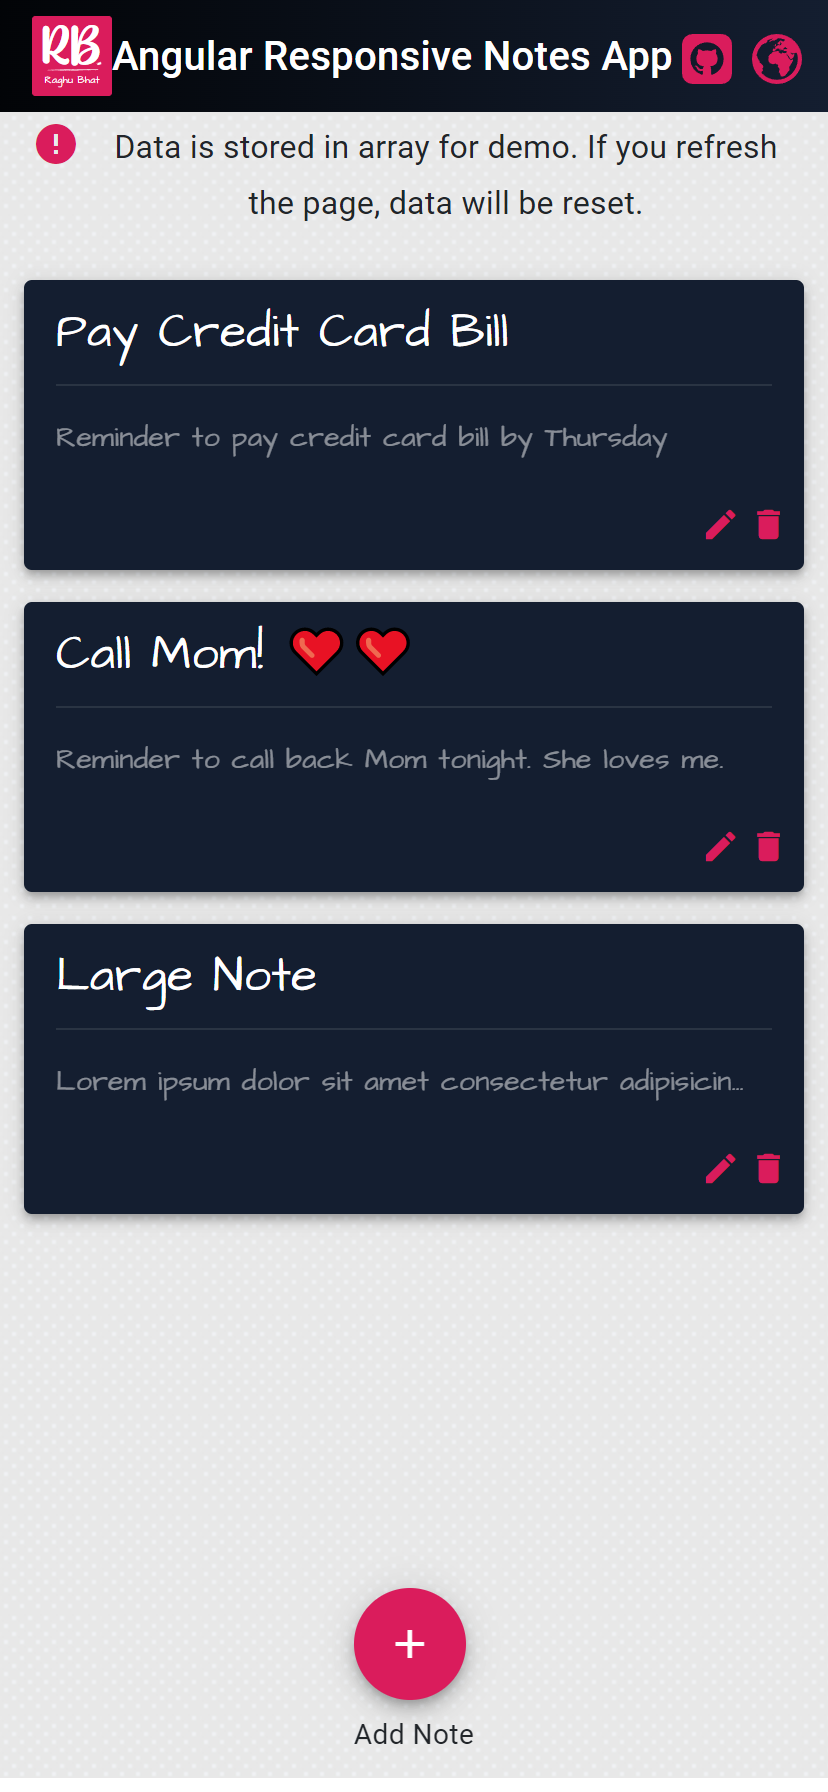 RB
Raghu Bhat
Angular Responsive Notes App
Data is stored in array for demo. If you refresh
the page, data will be reset.
Pay Credit Card Bill
Reminder to pay credit card bill by Thursday
Call Mom! ❤️❤️
Reminder to call back Mom tonight. She loves me.
Large Note
Lorem ipsum dolor sit amet consectetur adipisicin...
+
Add Note